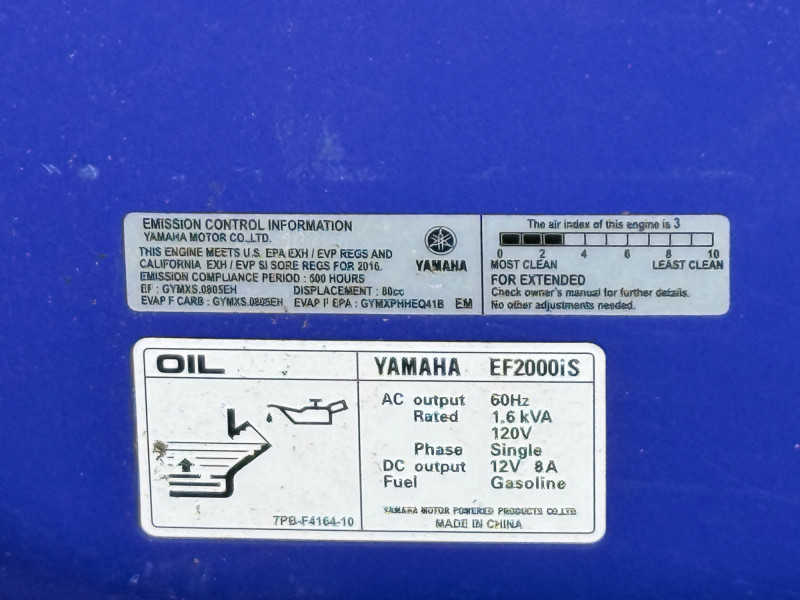 EMISSION CONTROL INFORMATION
YAMAHA MOTOR CO.,LTD.
THIS ENGINE MEETS U.S. EPA EXH / EVP REGS AND
CALIFORNIA EXH / EVP SI SORE REGS FOR 2016.
EMISSION COMPLIANCE PERIOD : 500 HOURS
EF : GYMXS.0805EH DISPLACEMENT : 80cc
EVAP F CARB : GYMXS.0805EH EVAP F EPA : GYMXPHHEQ41B EM
YAMAHA
The air index of this engine is 3
0 2 4 6 8 10
MOST CLEAN LEAST CLEAN
FOR EXTENDED
Check owner's manual for further details.
No other adjustments needed.
OIL
7PB-F4164-10
YAMAHA EF2000iS
AC output 60Hz
Rated 1.6 kVA
120V
Phase Single
DC output 12V 8A
Fuel Gasoline
YAMAHA MOTOR POWERED PRODUCTS CO.,LTD.
MADE IN CHINA